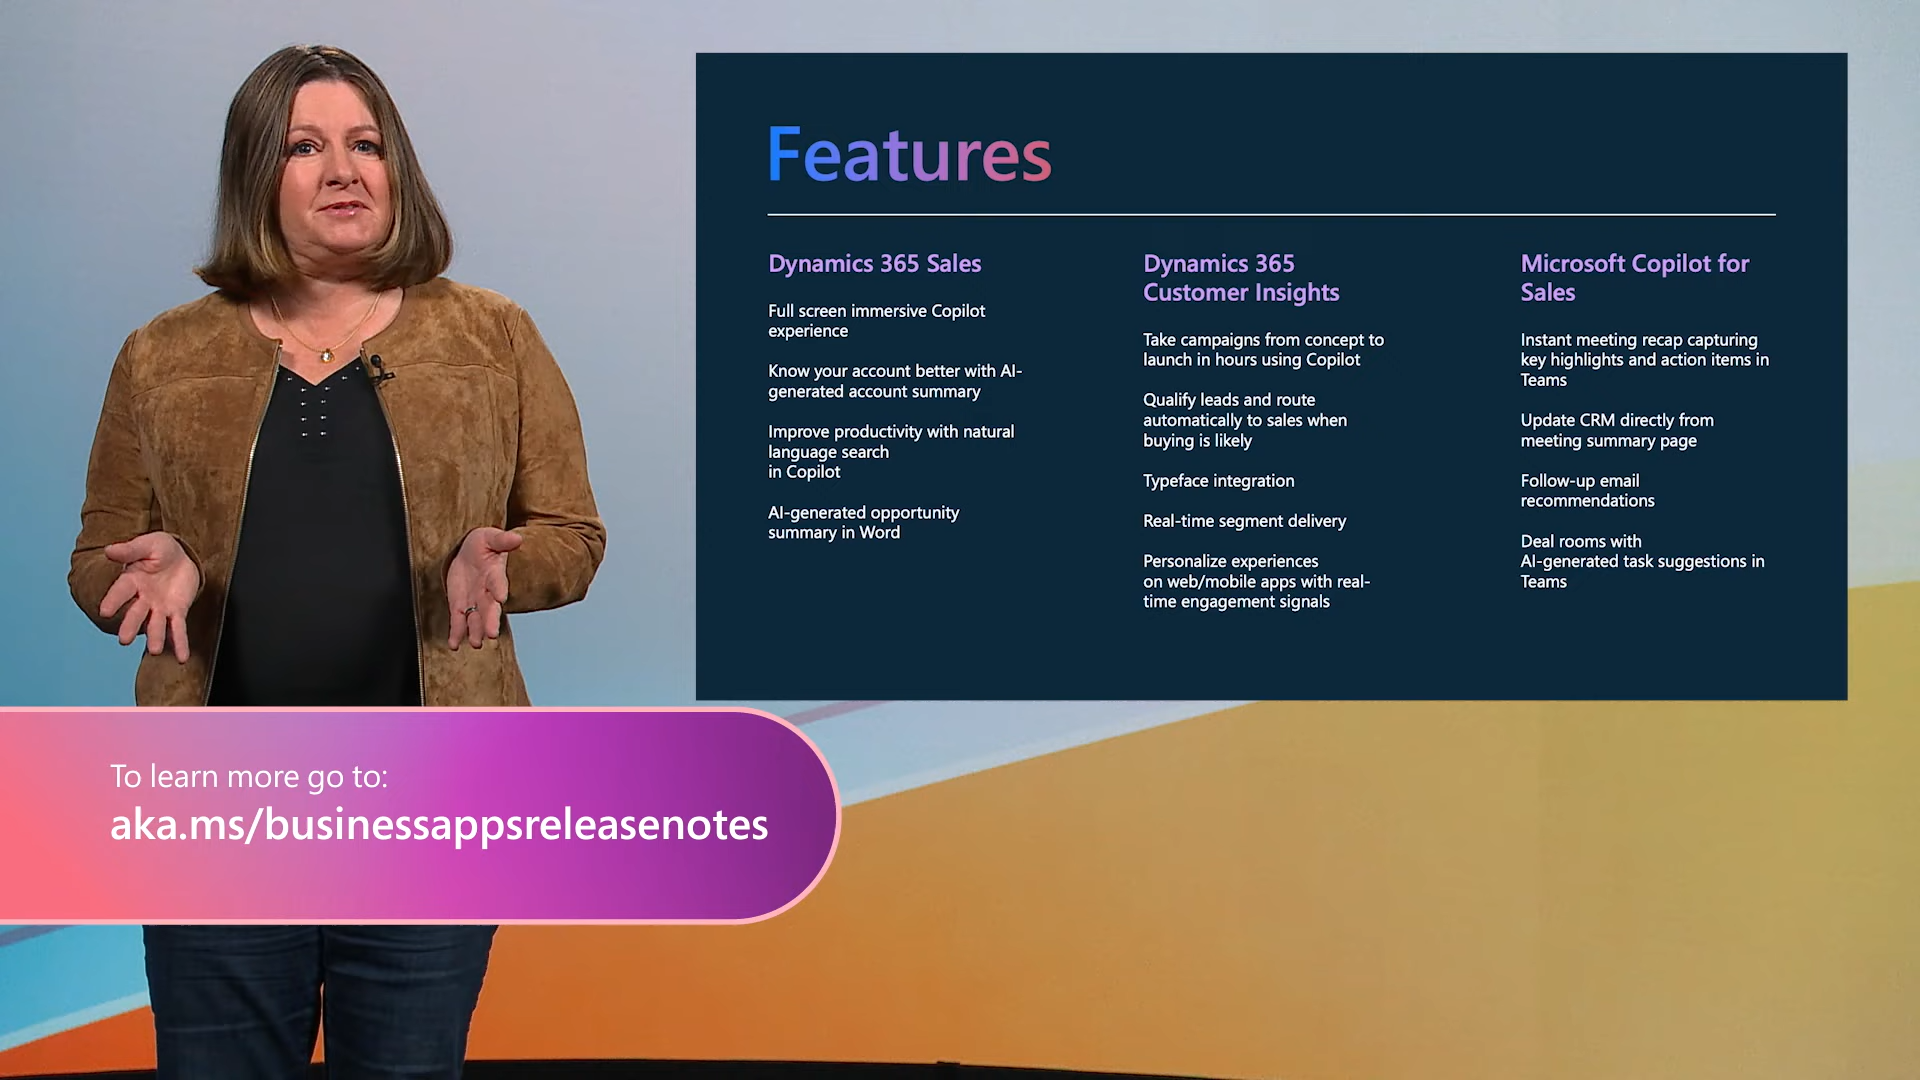 Features
Dynamics 365 Sales
Full screen immersive Copilot
experience
Know your account better with AI-
generated account summary
Improve productivity with natural
language search
in Copilot
AI-generated opportunity
summary in Word
Dynamics 365
Customer Insights
Take campaigns from concept to
launch in hours using Copilot
Qualify leads and route
automatically to sales when
buying is likely
Typeface integration
Real-time segment delivery
Personalize experiences
on web/mobile apps with real-
time engagement signals
Microsoft Copilot for
Sales
Instant meeting recap capturing
key highlights and action items in
Teams
Update CRM directly from
meeting summary page
Follow-up email
recommendations
Deal rooms with
AI-generated task suggestions in
Teams
To learn more go to:
aka.ms/businessappsreleasenotes